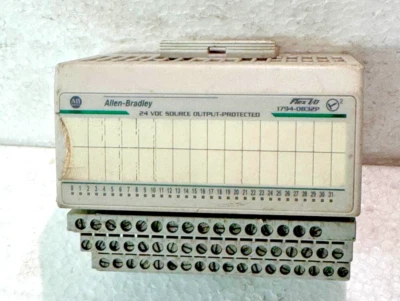 AB Allen-Bradley Flex I/O 2
24 VDC SOURCE OUTPUT-PROTECTED 1794-OB32P
0 1 2 3 4 5 6 7 8 9 10 11 12 13 14 15 16 17 18 19 20 21 22 23 24 25 26 27 28 29 30 31